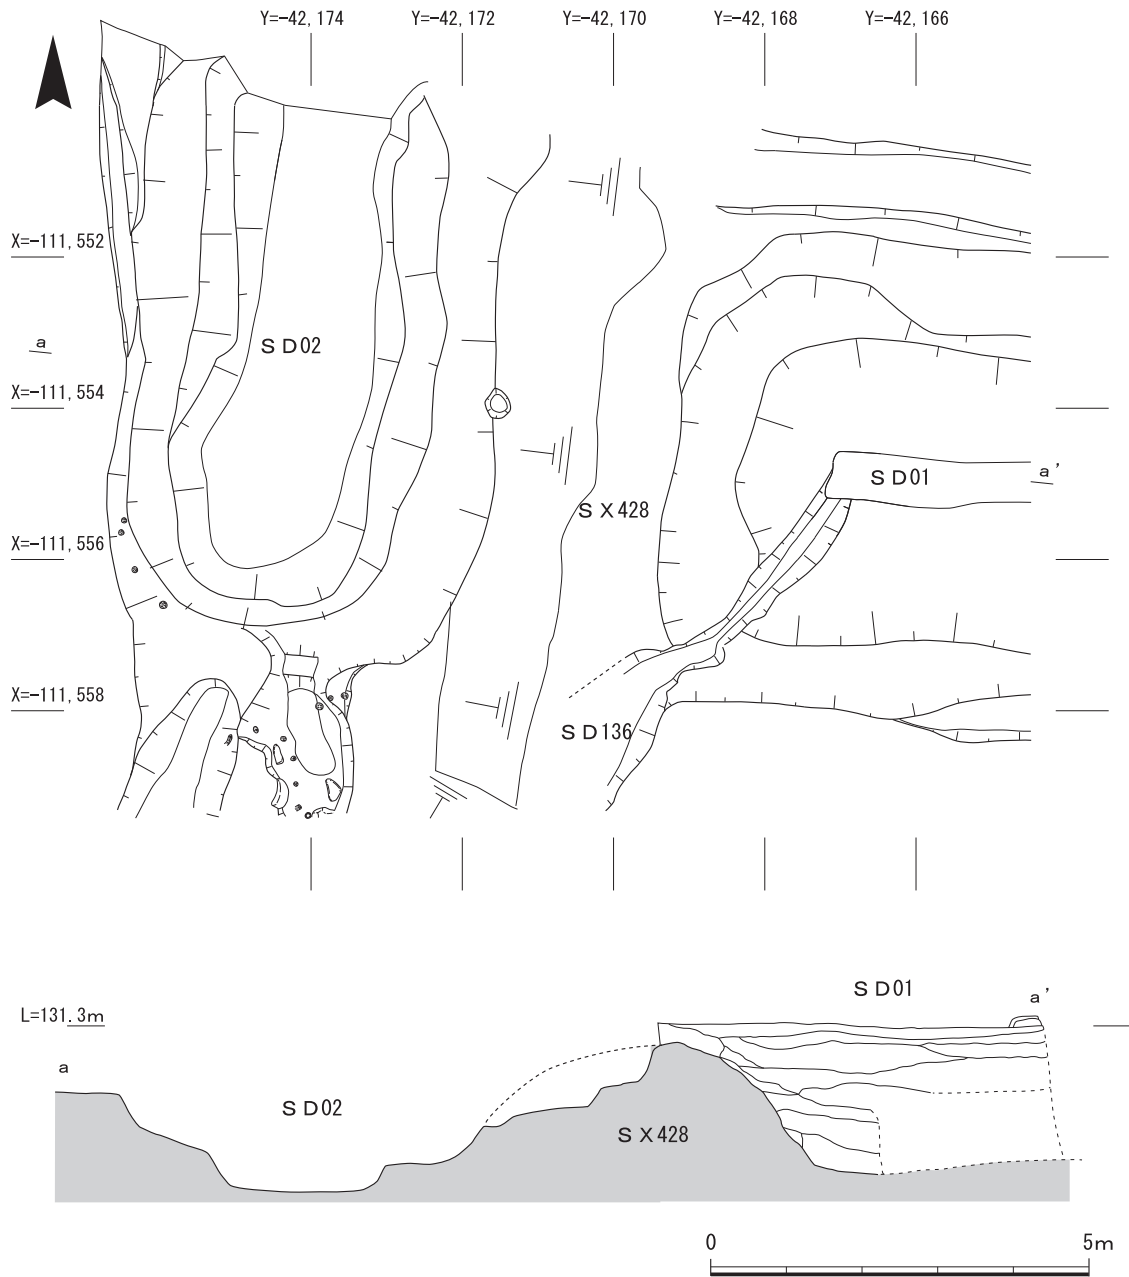 Y=-42,174 Y=-42,172 Y=-42,170 Y=-42,168 Y=-42,166
X=-111,552
a
SD02
X=-111,554
SD01
a'
SX428
X=-111,556
X=-111,558
SD136
SD01
a'
L=131.3m
a
SD02
SX428
0 5m